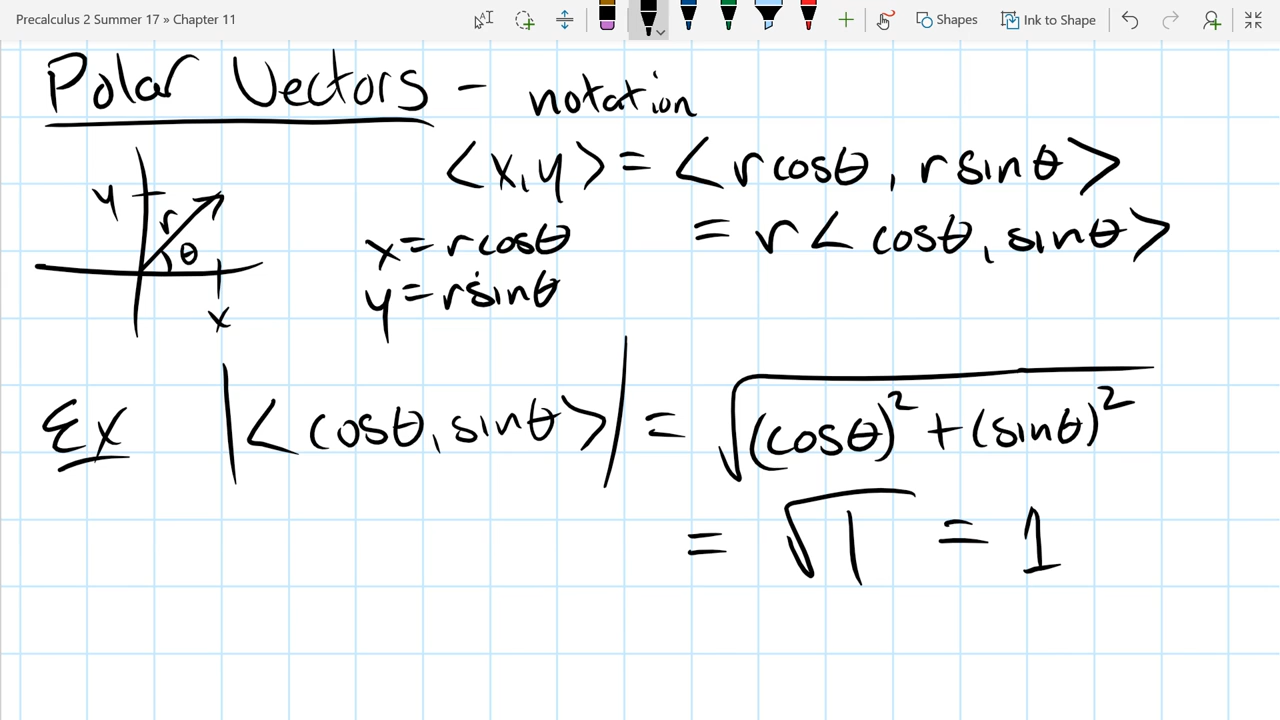 Precalculus 2 Summer 17 » Chapter 11
Shapes
Ink to Shape
Polar Vectors - notation
<x,y> = <rcosθ, rsinθ>
= r<cosθ, sinθ>
y
r
θ
x
x=rcosθ
y=rsinθ
Ex |<cosθ, sinθ>| = √(cosθ)² + (sinθ)²
= √1 = 1